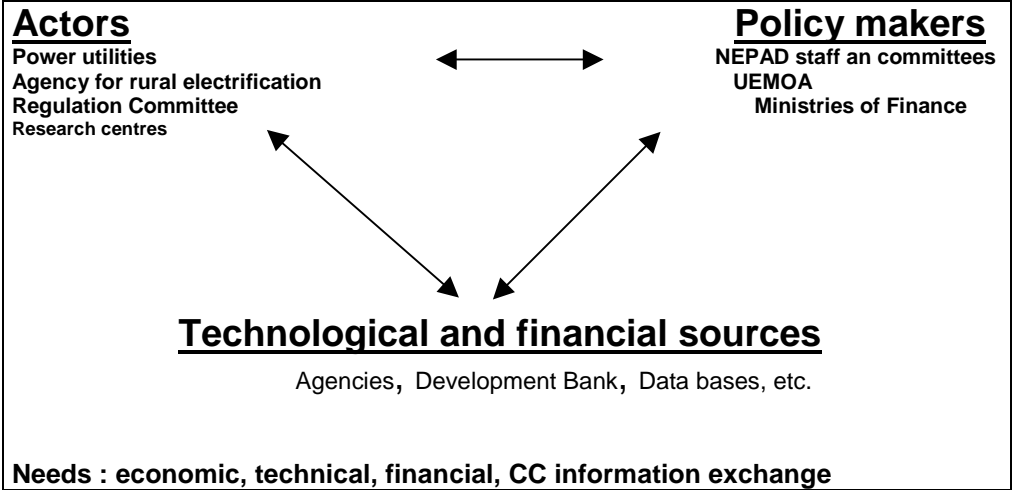 Actors
Power utilities
Agency for rural electrification
Regulation Committee
Research centres
Policy makers
NEPAD staff an committees
UEMOA
Ministries of Finance
Technological and financial sources
Agencies, Development Bank, Data bases, etc.
Needs : economic, technical, financial, CC information exchange